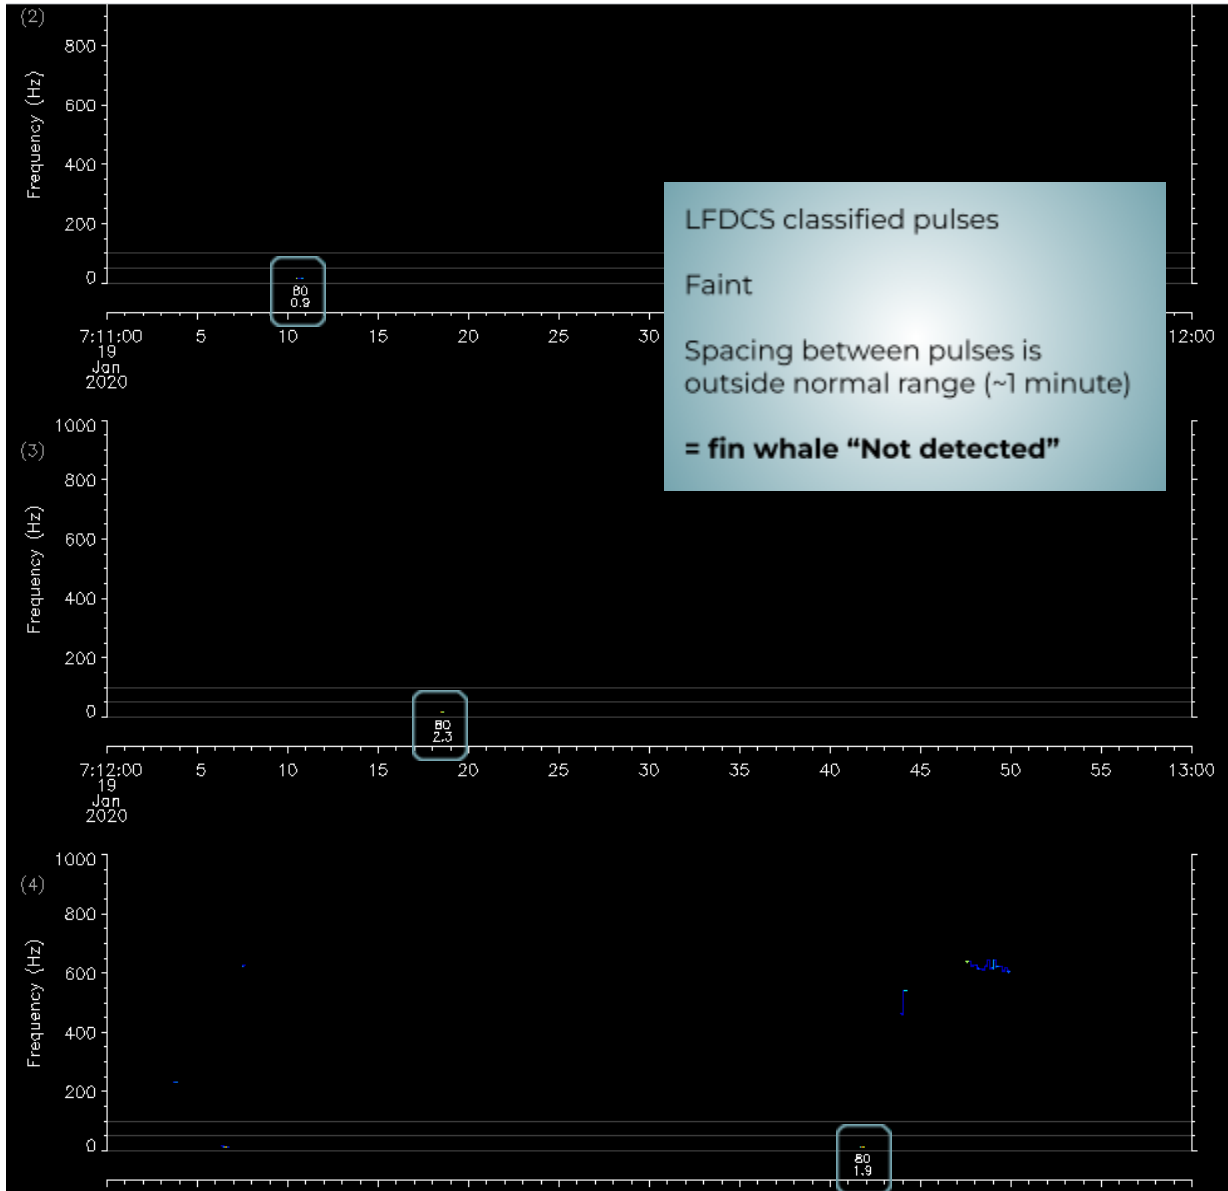 (2)
Frequency (Hz)
800
600
400
200
0
80
0.9
7:11:00 5 10 15 20 25 30 12:00
19
Jan
2020
LFDCS classified pulses
Faint
Spacing between pulses is
outside normal range (~1 minute)
= fin whale “Not detected”
(3)
Frequency (Hz)
1000
800
600
400
200
0
80
2.3
7:12:00 5 10 15 20 25 30 35 40 45 50 55 13:00
19
Jan
2020
(4)
Frequency (Hz)
1000
800
600
400
200
0
80
1.9